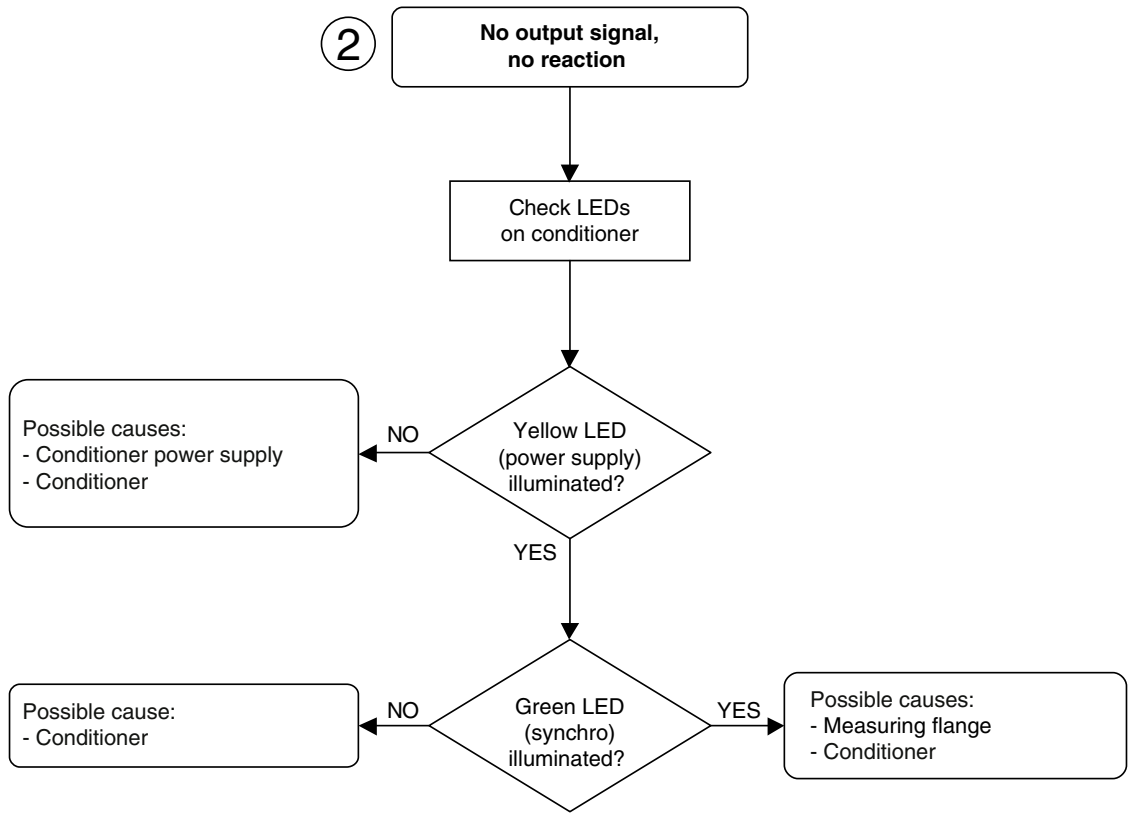 2
No output signal,
no reaction
Check LEDs
on conditioner
Yellow LED
(power supply)
illuminated?
NO
Possible causes:
- Conditioner power supply
- Conditioner
YES
Green LED
(synchro)
illuminated?
NO
Possible cause:
- Conditioner
YES
Possible causes:
- Measuring flange
- Conditioner